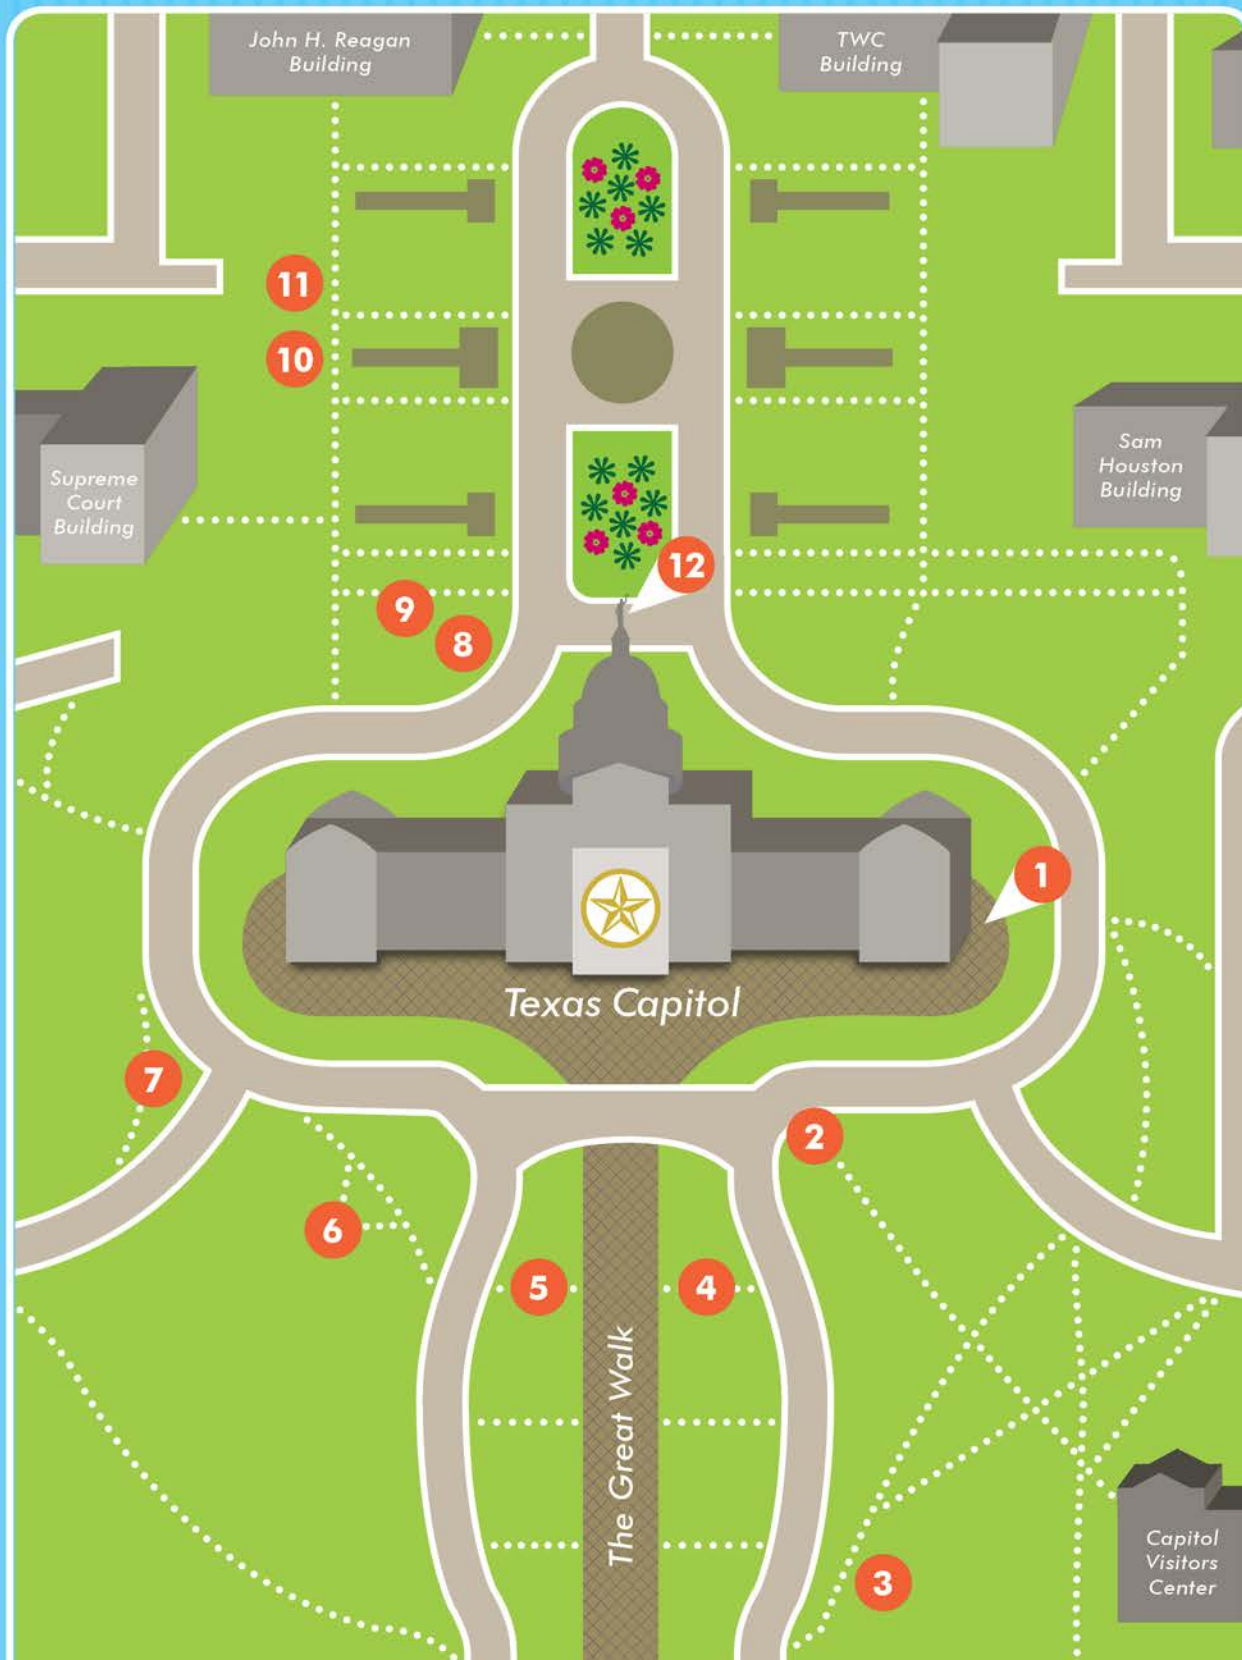 John H. Reagan
Building
TWC
Building
11
10
Supreme
Court
Building
Sam
Houston
Building
12
9
8
1
Texas Capitol
7
2
6
5
4
The Great Walk
3
Capitol
Visitors
Center